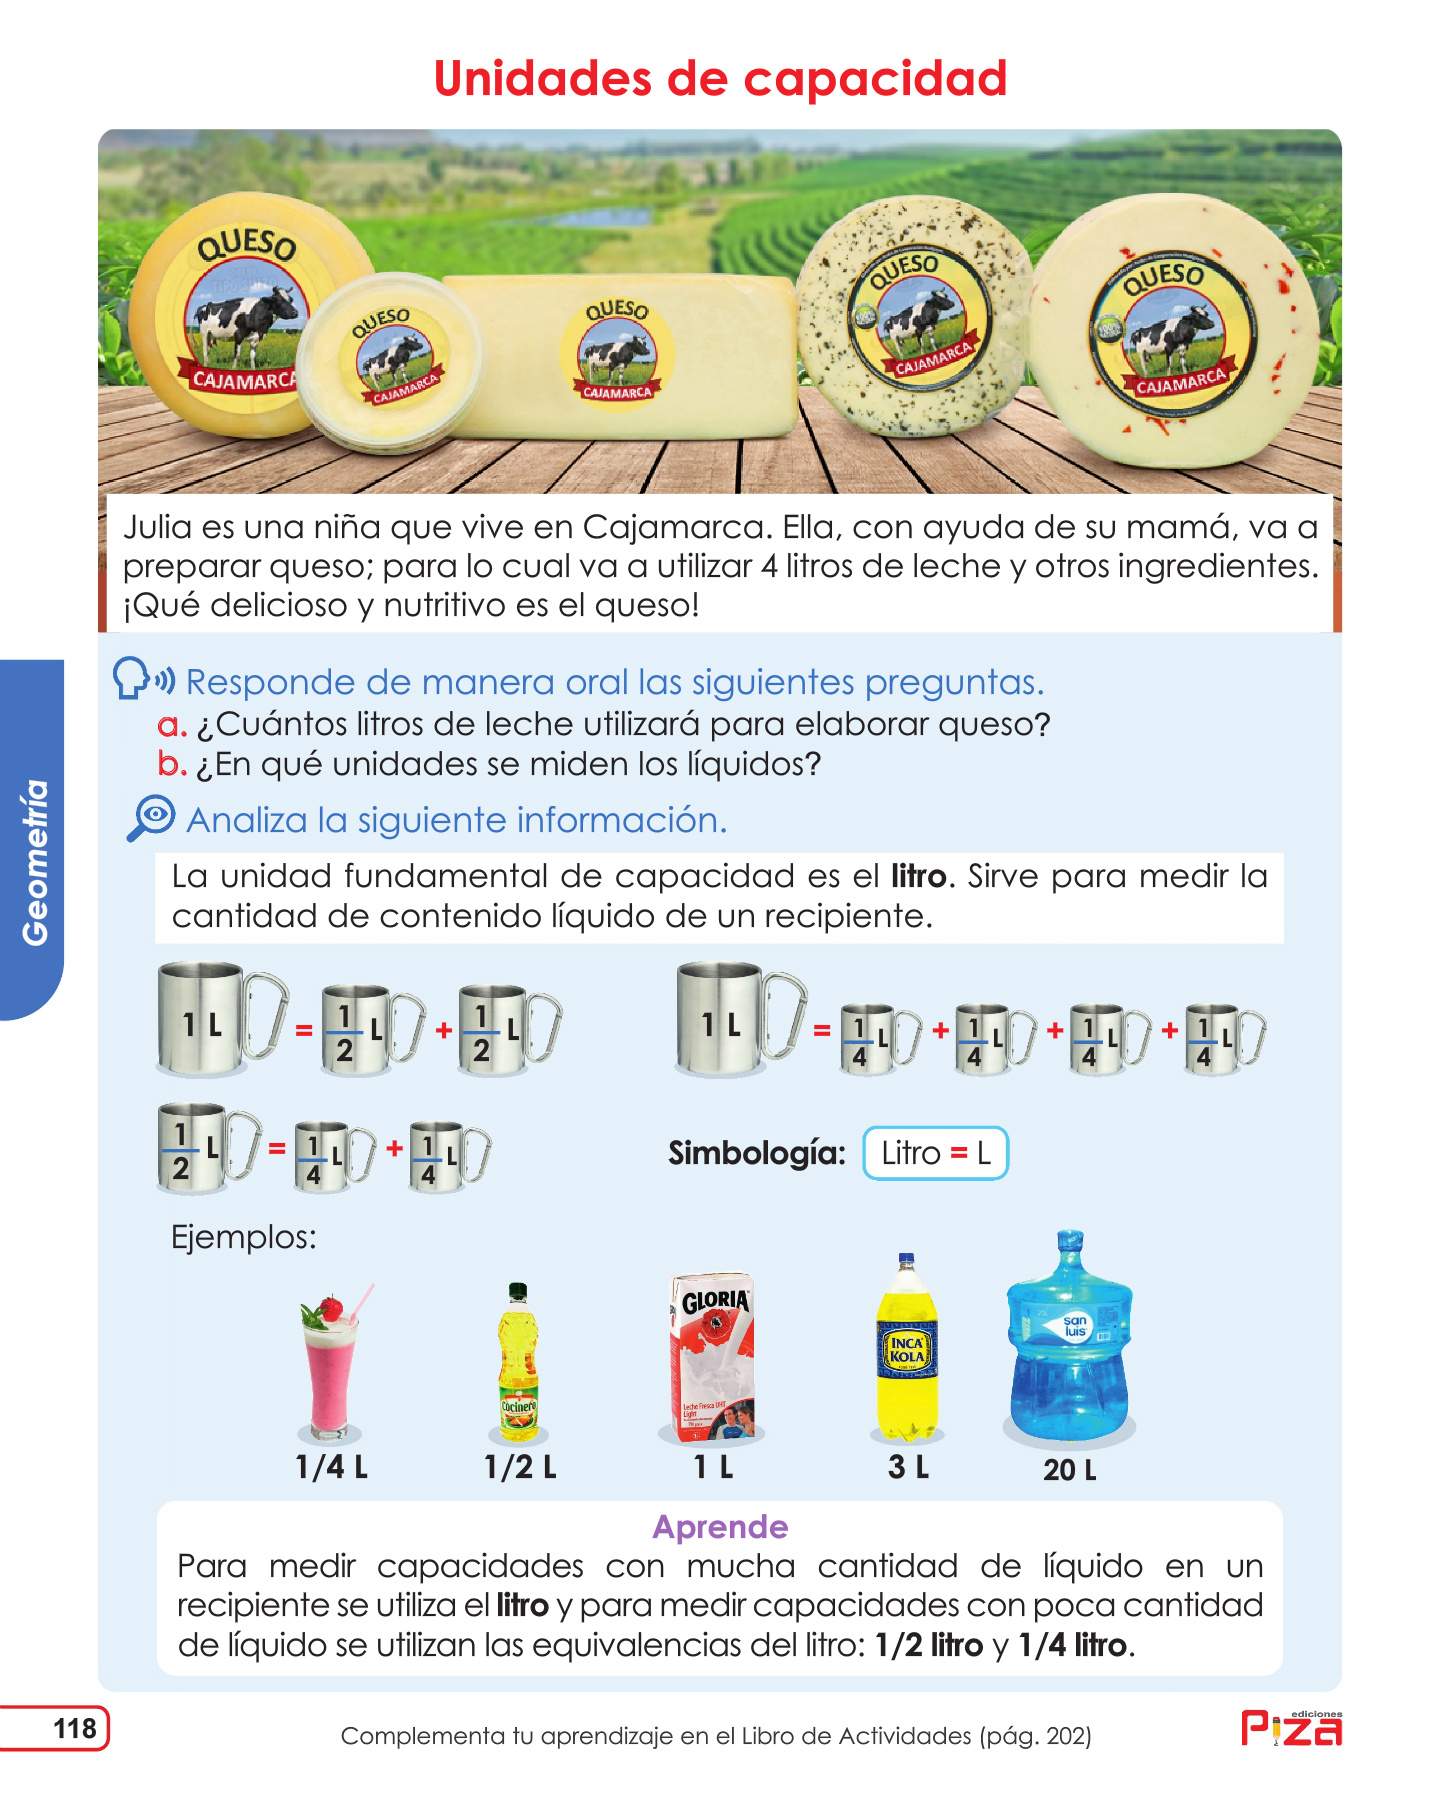 Unidades de capacidad
QUESO
CAJAMARCA
QUESO
CAJAMARCA
QUESO
CAJAMARCA
QUESO
CAJAMARCA
QUESO
CAJAMARCA
Julia es una niña que vive en Cajamarca. Ella, con ayuda de su mamá, va a
preparar queso; para lo cual va a utilizar 4 litros de leche y otros ingredientes.
¡Qué delicioso y nutritivo es el queso!
Responde de manera oral las siguientes preguntas.
a. ¿Cuántos litros de leche utilizará para elaborar queso?
b. ¿En qué unidades se miden los líquidos?
Geometría
Analiza la siguiente información.
La unidad fundamental de capacidad es el litro. Sirve para medir la
cantidad de contenido líquido de un recipiente.
1 L = 1/2 L + 1/2 L
1 L = 1/4 L + 1/4 L + 1/4 L + 1/4 L
1/2 L = 1/4 L + 1/4 L
Simbología: Litro = L
Ejemplos:
Cocinero
GLORIA
Leche Fresca UHT
Light
INCA
KOLA
san
luis
1/4 L
1/2 L
1 L
3 L
20 L
Aprende
Para medir capacidades con mucha cantidad de líquido en un
recipiente se utiliza el litro y para medir capacidades con poca cantidad
de líquido se utilizan las equivalencias del litro: 1/2 litro y 1/4 litro.
118
Complementa tu aprendizaje en el Libro de Actividades (pág. 202)
ediciones
Piza